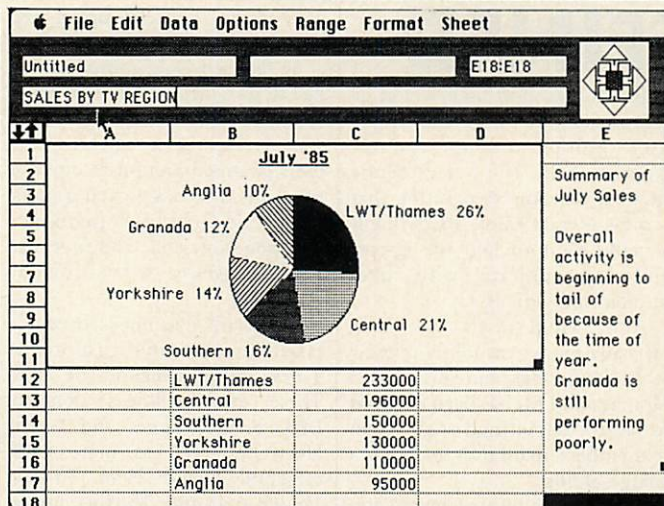 File Edit Data Options Range Format Sheet
Untitled E18:E18
SALES BY TV REGION
A B C D E
1
2
3
4
5
6
7
8
9
10
11
July '85
Anglia 10%
LWT/Thames 26%
Granada 12%
Yorkshire 14%
Central 21%
Southern 16%
Summary of
July Sales
Overall
activity is
beginning to
tail of
because of
the time of
year.
Granada is
still
performing
poorly.
12 LWT/Thames 233000
13 Central 196000
14 Southern 150000
15 Yorkshire 130000
16 Granada 110000
17 Anglia 95000
18